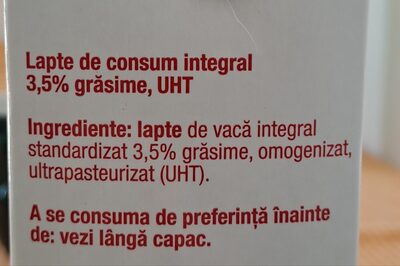 Lapte de consum integral
3,5% grăsime, UHT
Ingrediente: lapte de vacă integral
standardizat 3,5% grăsime, omogenizat,
ultrapasteurizat (UHT).
A se consuma de preferință înainte
de: vezi lângă capac.